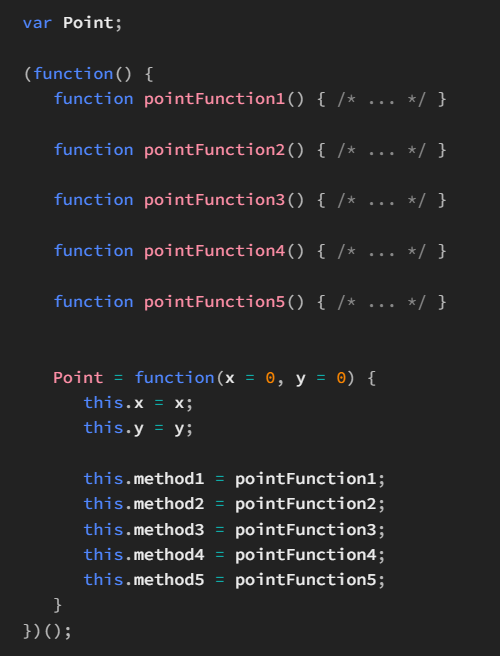 var Point;
(function() {
function pointFunction1() { /* ... */ }
function pointFunction2() { /* ... */ }
function pointFunction3() { /* ... */ }
function pointFunction4() { /* ... */ }
function pointFunction5() { /* ... */ }
Point = function(x = 0, y = 0) {
this.x = x;
this.y = y;
this.method1 = pointFunction1;
this.method2 = pointFunction2;
this.method3 = pointFunction3;
this.method4 = pointFunction4;
this.method5 = pointFunction5;
}
})();